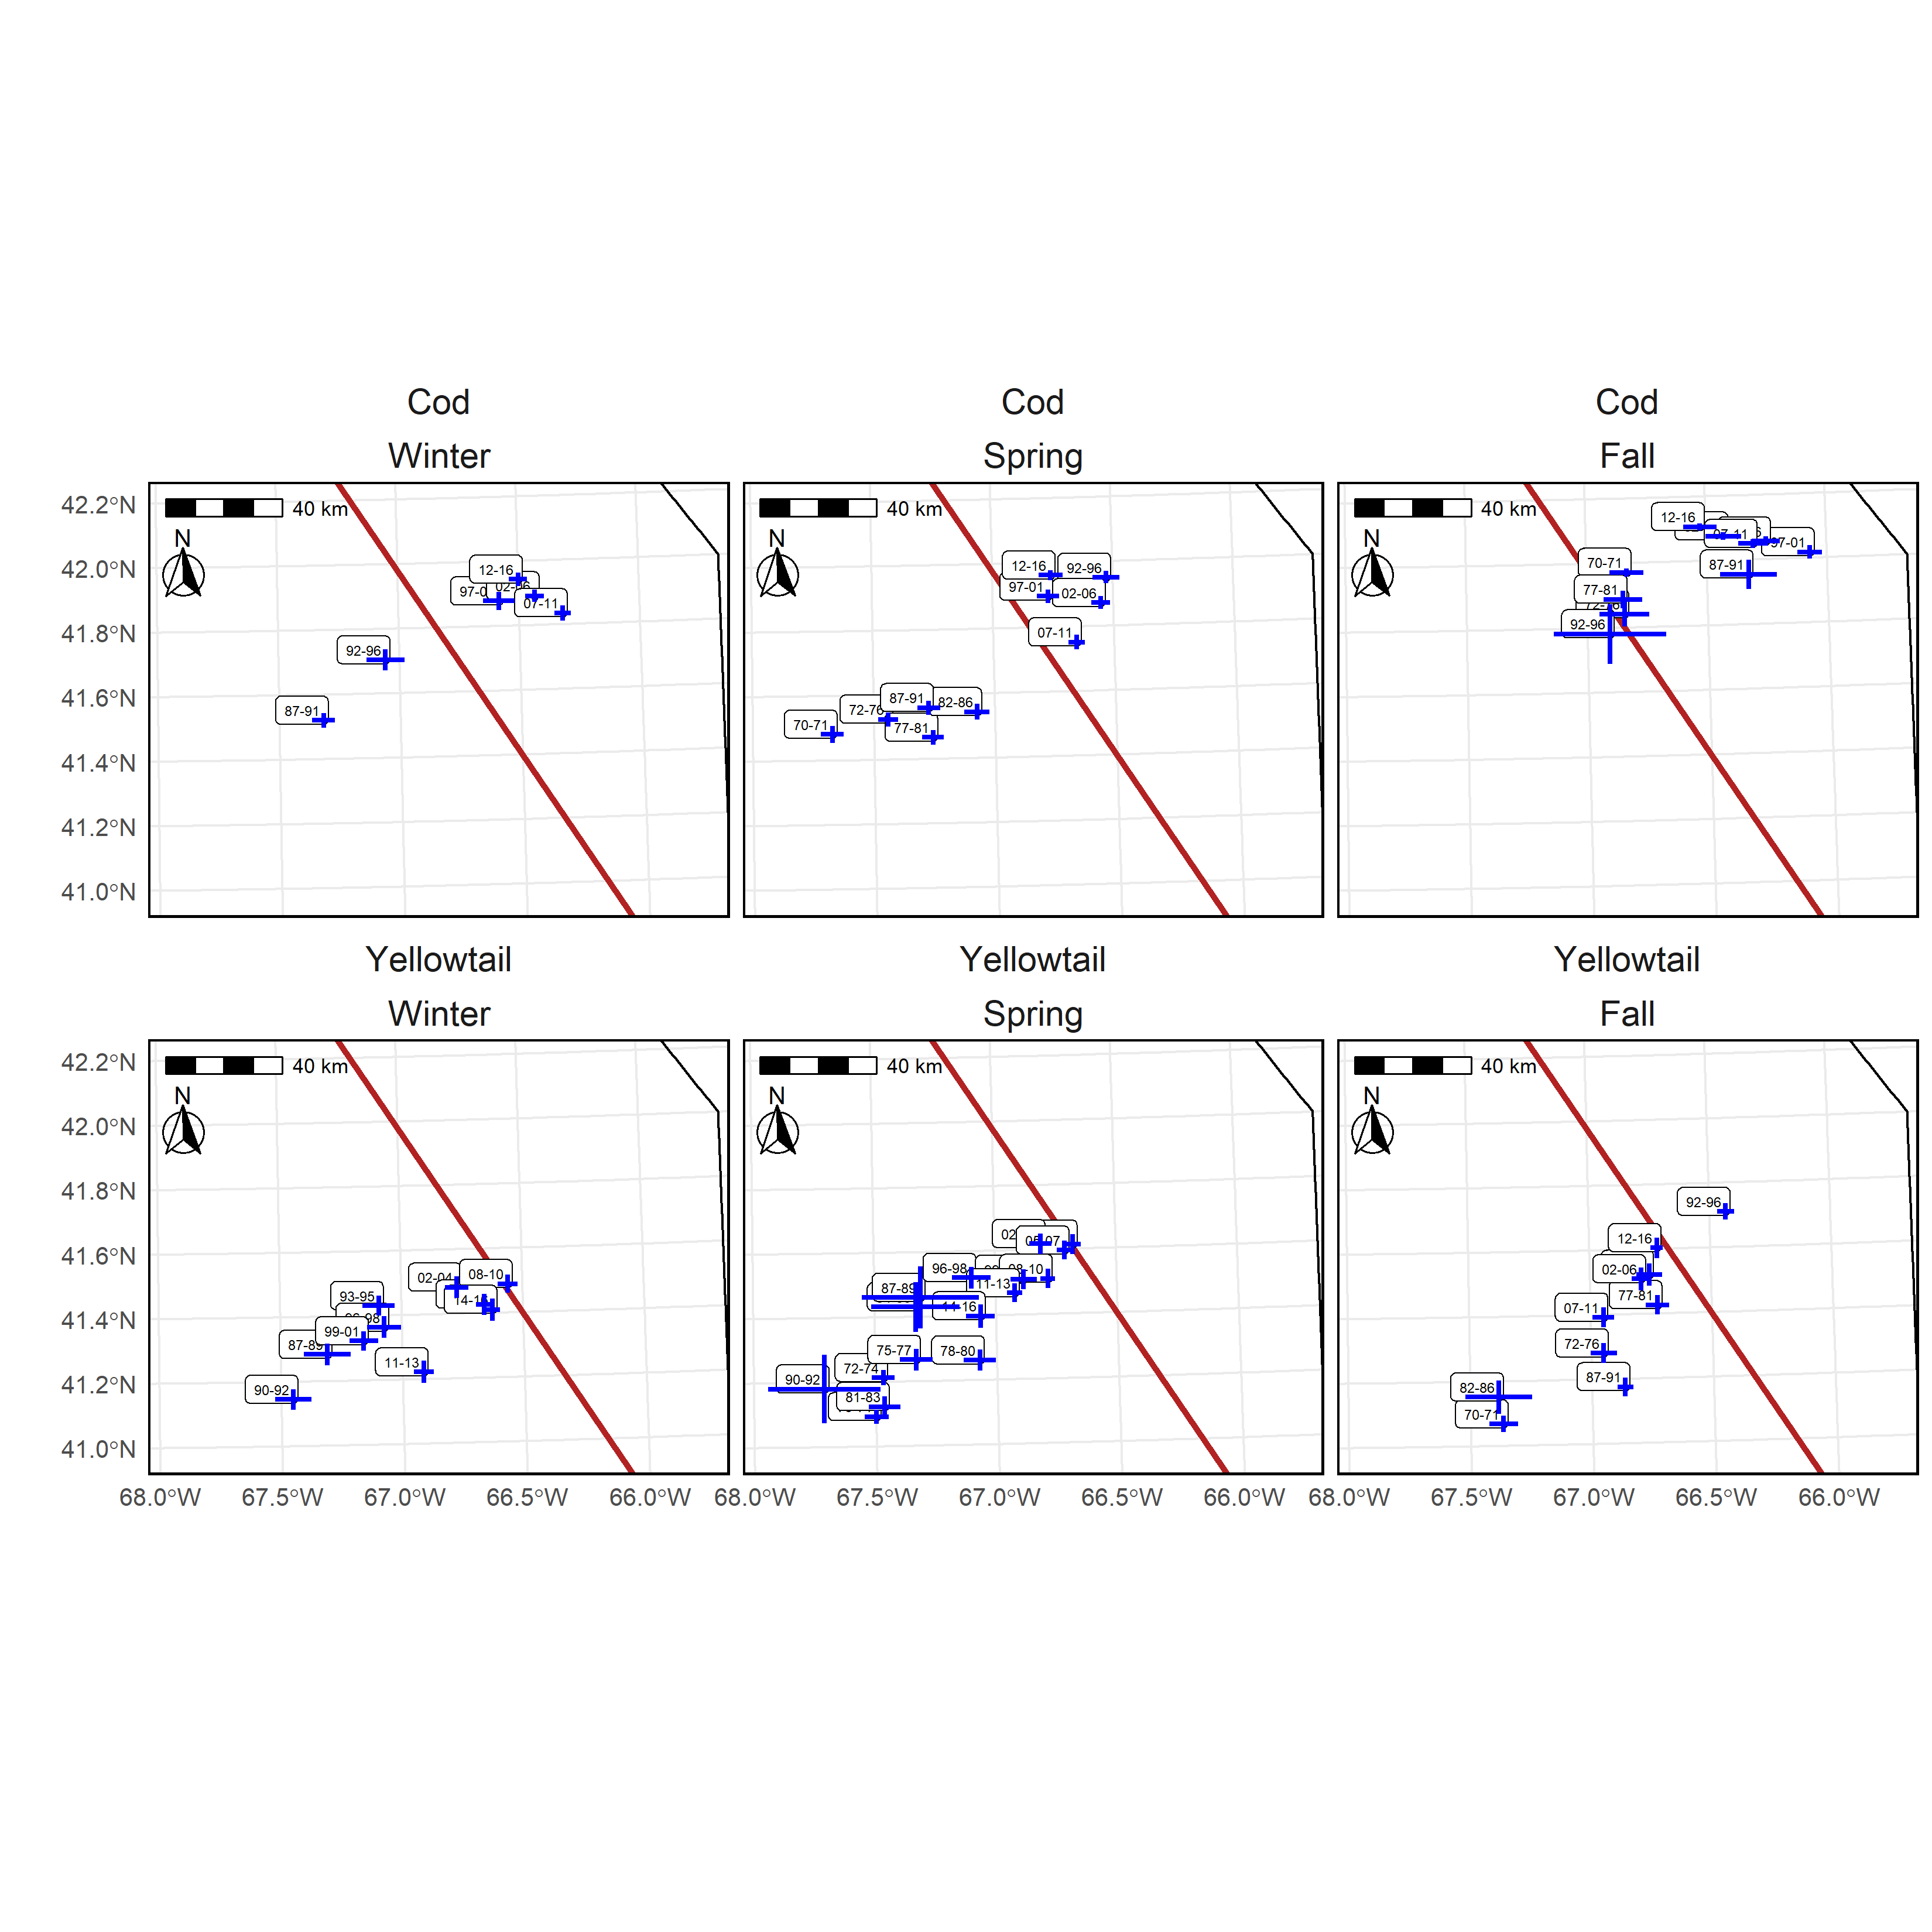 Cod Cod Cod
Winter Spring Fall
42.2°N
42.0°N
41.8°N
41.6°N
41.4°N
41.2°N
41.0°N
40 km
N
12-16
07-11
92-96
87-91
40 km
N
12-16
92-96
97-01
02-06
07-11
87-91
82-86
72-76
70-71
77-81
40 km
N
12-16
07-11
97-01
87-91
70-71
77-81
92-96
Yellowtail Yellowtail Yellowtail
Winter Spring Fall
42.2°N
42.0°N
41.8°N
41.6°N
41.4°N
41.2°N
41.0°N
40 km
N
08-10
02-04
93-95
99-01
87-89
11-13
90-92
40 km
N
96-98
11-13
87-89
75-77
78-80
72-74
90-92
81-83
40 km
N
92-96
12-16
02-06
77-81
07-11
72-76
87-91
82-86
70-71
68.0°W 67.5°W 67.0°W 66.5°W 66.0°W 68.0°W 67.5°W 67.0°W 66.5°W 66.0°W 68.0°W 67.5°W 67.0°W 66.5°W 66.0°W